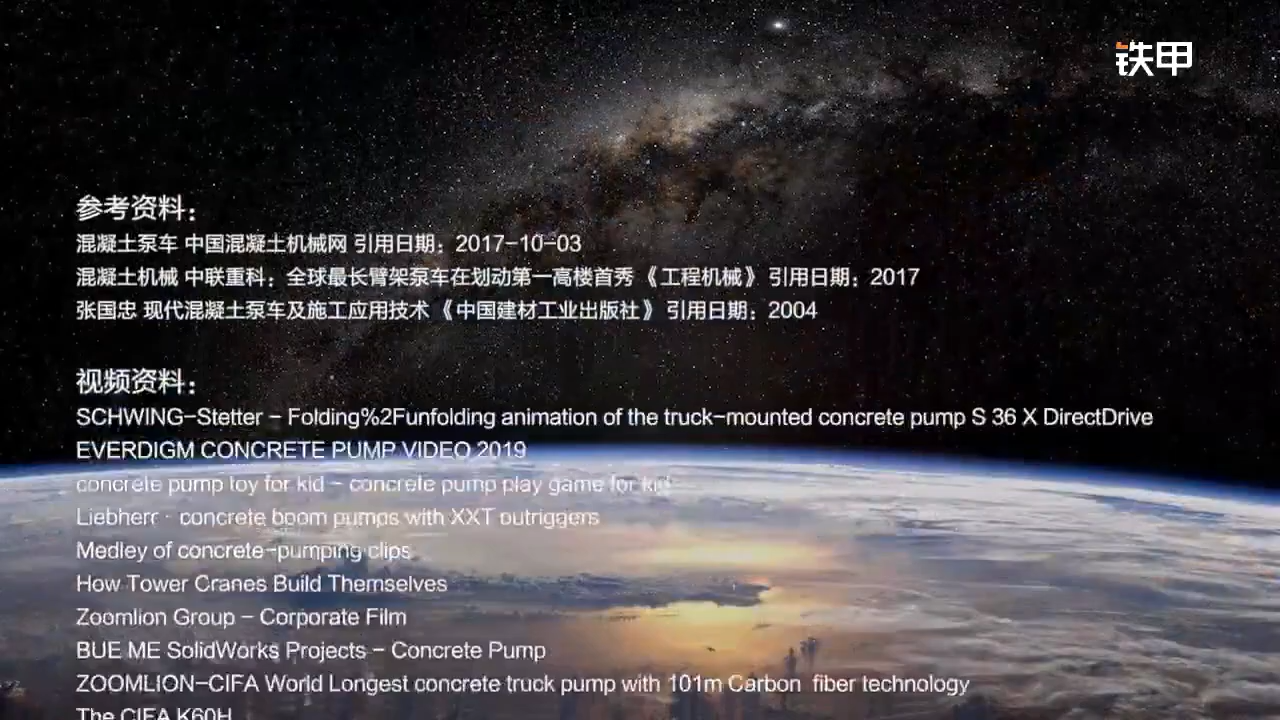 铁甲
参考资料：
混凝土泵车 中国混凝土机械网 引用日期：2017-10-03
混凝土机械 中联重科：全球最长臂架泵车在划动第一高楼首秀《工程机械》 引用日期：2017
张国忠 现代混凝土泵车及施工应用技术《中国建材工业出版社》 引用日期：2004
视频资料：
SCHWING-Stetter - Folding%2Funfolding animation of the truck-mounted concrete pump S 36 X DirectDrive
EVERDIGM CONCRETE PUMP VIDEO 2019
concrete pump toy for kid - concrete pump play game for kid
Liebherr · concrete boom pumps with XXT outriggers
Medley of concrete-pumping clips
How Tower Cranes Build Themselves
Zoomlion Group - Corporate Film
BUE ME SolidWorks Projects - Concrete Pump
ZOOMLION-CIFA World Longest concrete truck pump with 101m Carbon fiber technology
The CIFA K60H